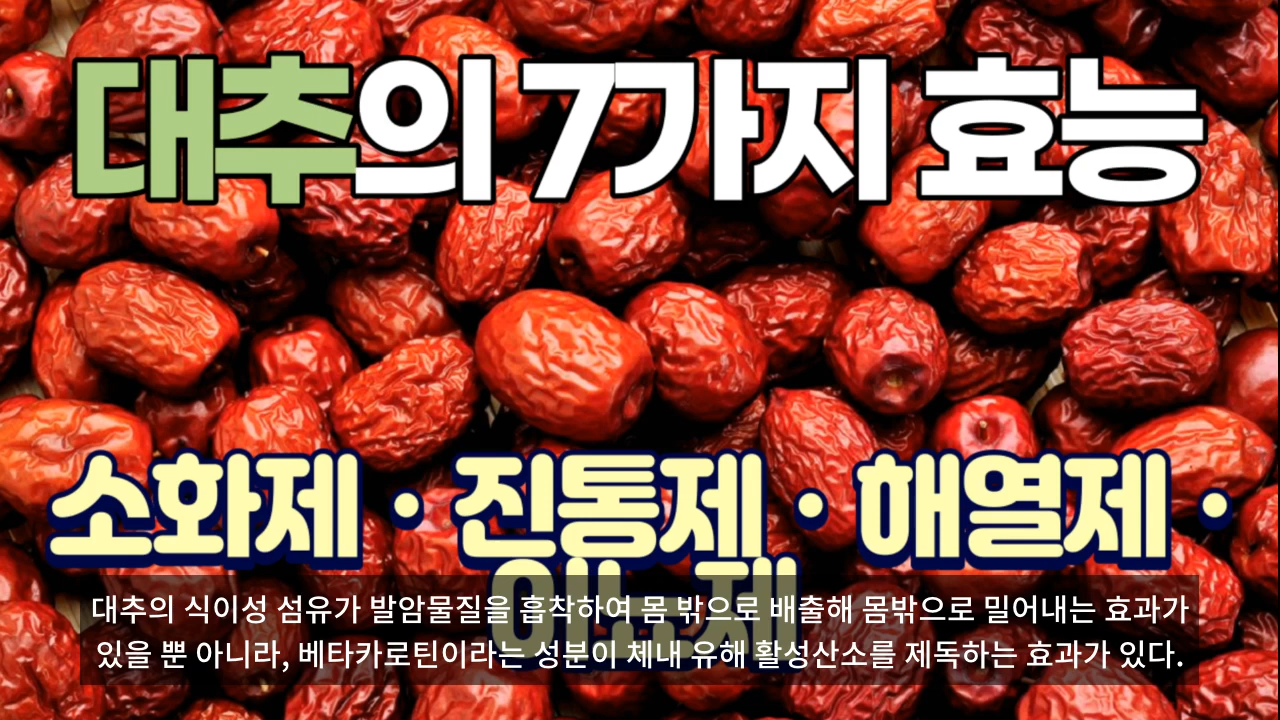 대추의 7가지 효능
소화제 · 진통제 · 해열제 ·
대추의 식이성 섬유가 발암물질을 흡착하여 몸 밖으로 배출해 몸밖으로 밀어내는 효과가
있을 뿐 아니라, 베타카로틴이라는 성분이 체내 유해 활성산소를 제독하는 효과가 있다.